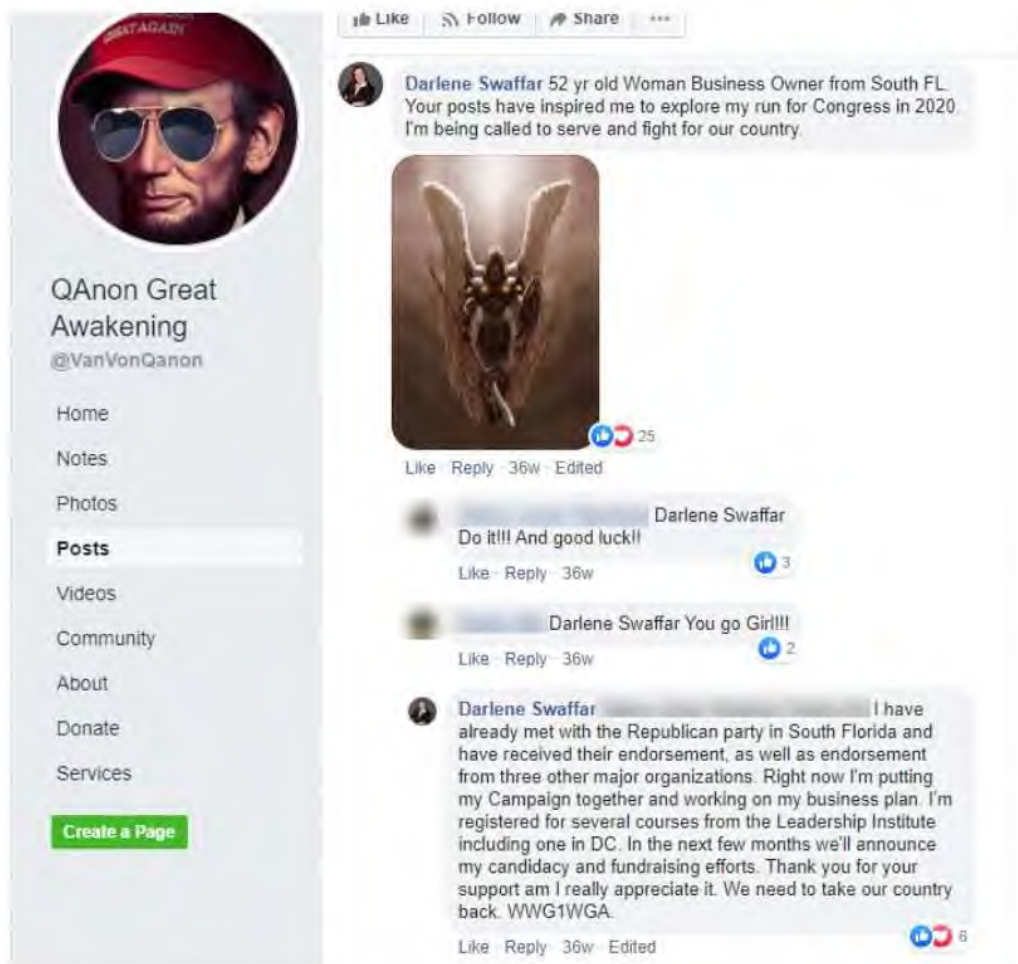 GREAT AGAIN
QAnon Great
Awakening
@VanVonQanon
Home
Notes
Photos
Posts
Videos
Community
About
Donate
Services
Create a Page
Like Follow Share ...
Darlene Swaffar 52 yr old Woman Business Owner from South FL.
Your posts have inspired me to explore my run for Congress in 2020.
I'm being called to serve and fight for our country.
25
Like · Reply · 36w · Edited
Darlene Swaffar
Do it!!! And good luck!!
3
Like · Reply · 36w
Darlene Swaffar You go Girl!!!
2
Like · Reply · 36w
Darlene Swaffar I have
already met with the Republican party in South Florida and
have received their endorsement, as well as endorsement
from three other major organizations. Right now I'm putting
my Campaign together and working on my business plan. I'm
registered for several courses from the Leadership Institute
including one in DC. In the next few months we'll announce
my candidacy and fundraising efforts. Thank you for your
support am I really appreciate it. We need to take our country
back. WWG1WGA.
6
Like · Reply · 36w · Edited